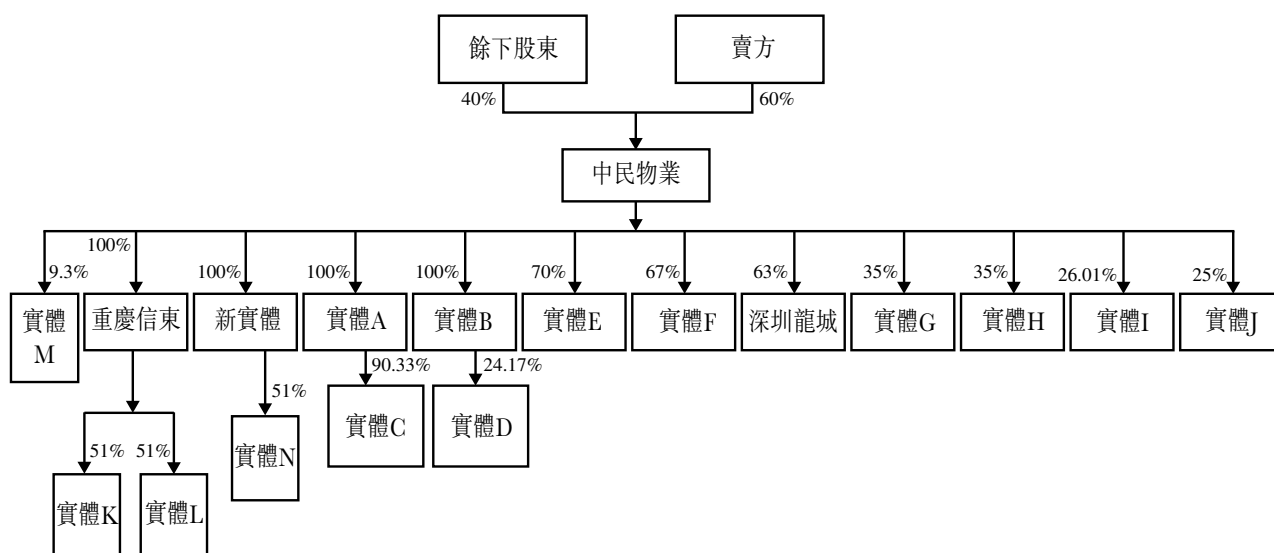 餘下股東
賣方
40%
60%
中民物業
100%
9.3%
100%
100%
100%
70%
67%
63%
35%
35%
26.01%
25%
實體
M
重慶信東
新實體
實體A
實體B
實體E
實體F
深圳龍城
實體G
實體H
實體I
實體J
90.33%
24.17%
51%
實體C
實體D
51%
51%
實體N
實體K
實體L